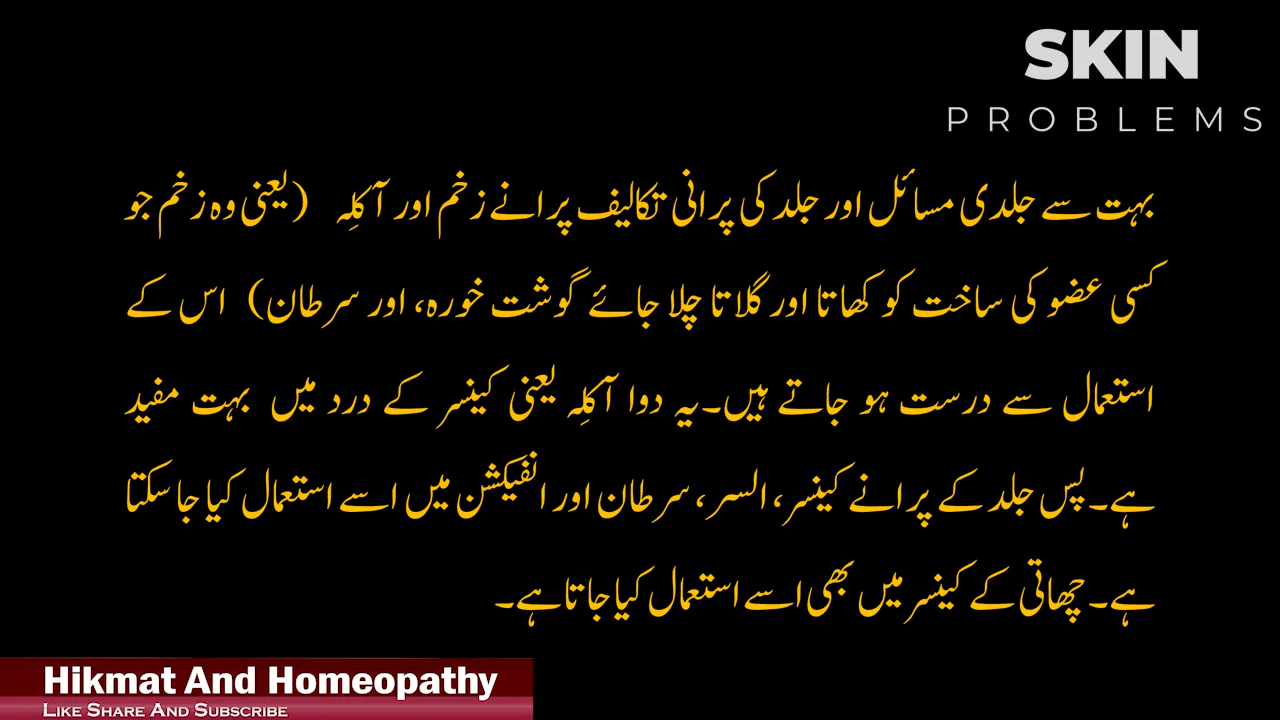 SKIN
PROBLEMS
بہت سے جلدی مسائل اور جلد کی پرانی تکالیف پرانے زخم اور آکلِہ (یعنی وہ زخم جو
کسی عضو کی ساخت کو کھاتا اور گلاتا چلا جائے گوشت خورہ، اور سرطان) اس کے
استعمال سے درست ہو جاتے ہیں۔یہ دوا آکلِہ یعنی کینسر کے درد میں بہت مفید
ہے۔پس جلد کے پرانے کینسر، السر، سرطان اور انفیکشن میں اسے استعمال کیا جا سکتا
ہے۔چھاتی کے کینسر میں بھی اسے استعمال کیا جاتا ہے۔
Hikmat And Homeopathy
LIKE SHARE AND SUBSCRIBE